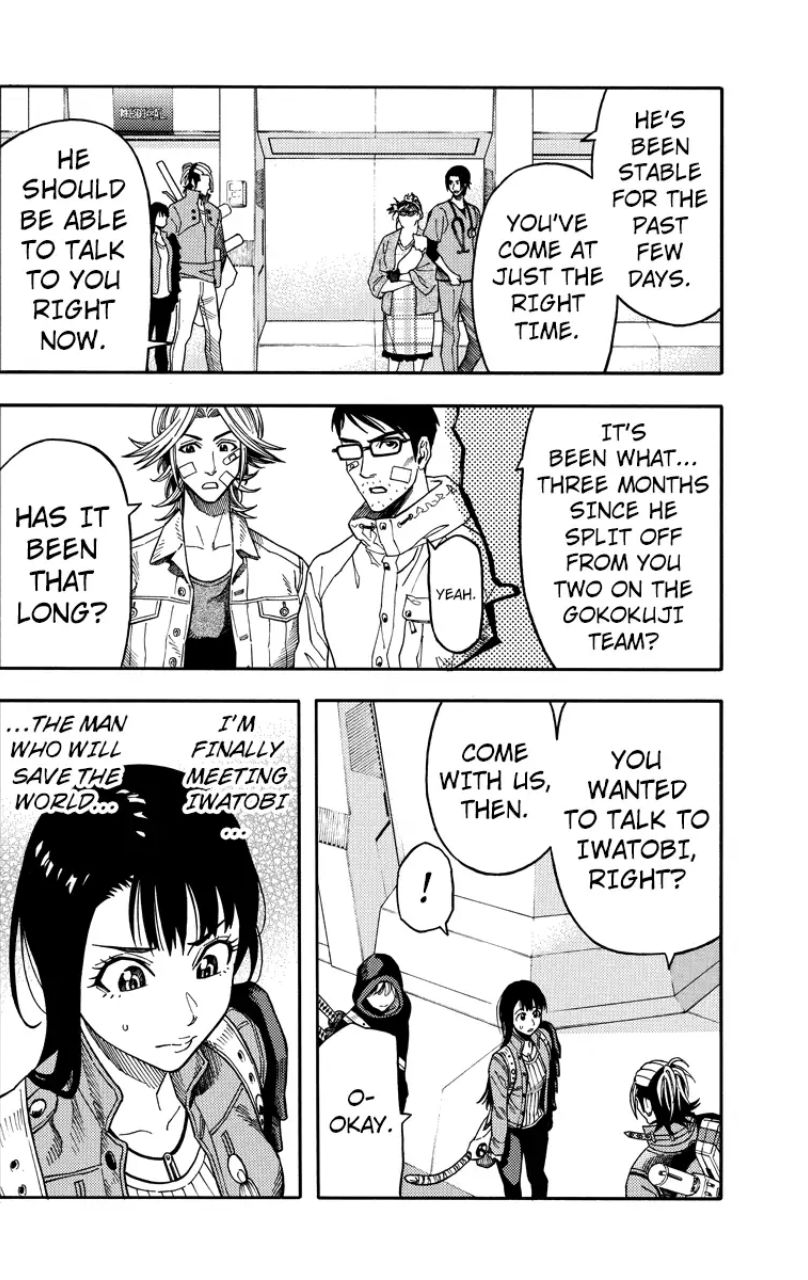 HE'S
BEEN
STABLE
FOR THE
PAST
FEW
DAYS.
YOU'VE
COME AT
JUST THE
RIGHT
TIME.
MEDICAL
HE
SHOULD
BE ABLE
TO TALK
TO YOU
RIGHT
NOW.
IT'S
BEEN WHAT...
THREE MONTHS
SINCE HE
SPLIT OFF
FROM YOU
TWO ON THE
GOKOKUJI
TEAM?
YEAH.
HAS IT
BEEN
THAT
LONG?
YOU
WANTED
TO TALK TO
IWATOBI,
RIGHT?
COME
WITH US,
THEN.
!
O-
OKAY.
I'M
FINALLY
MEETING
IWATOBI
...
...THE MAN
WHO WILL
SAVE THE
WORLD...